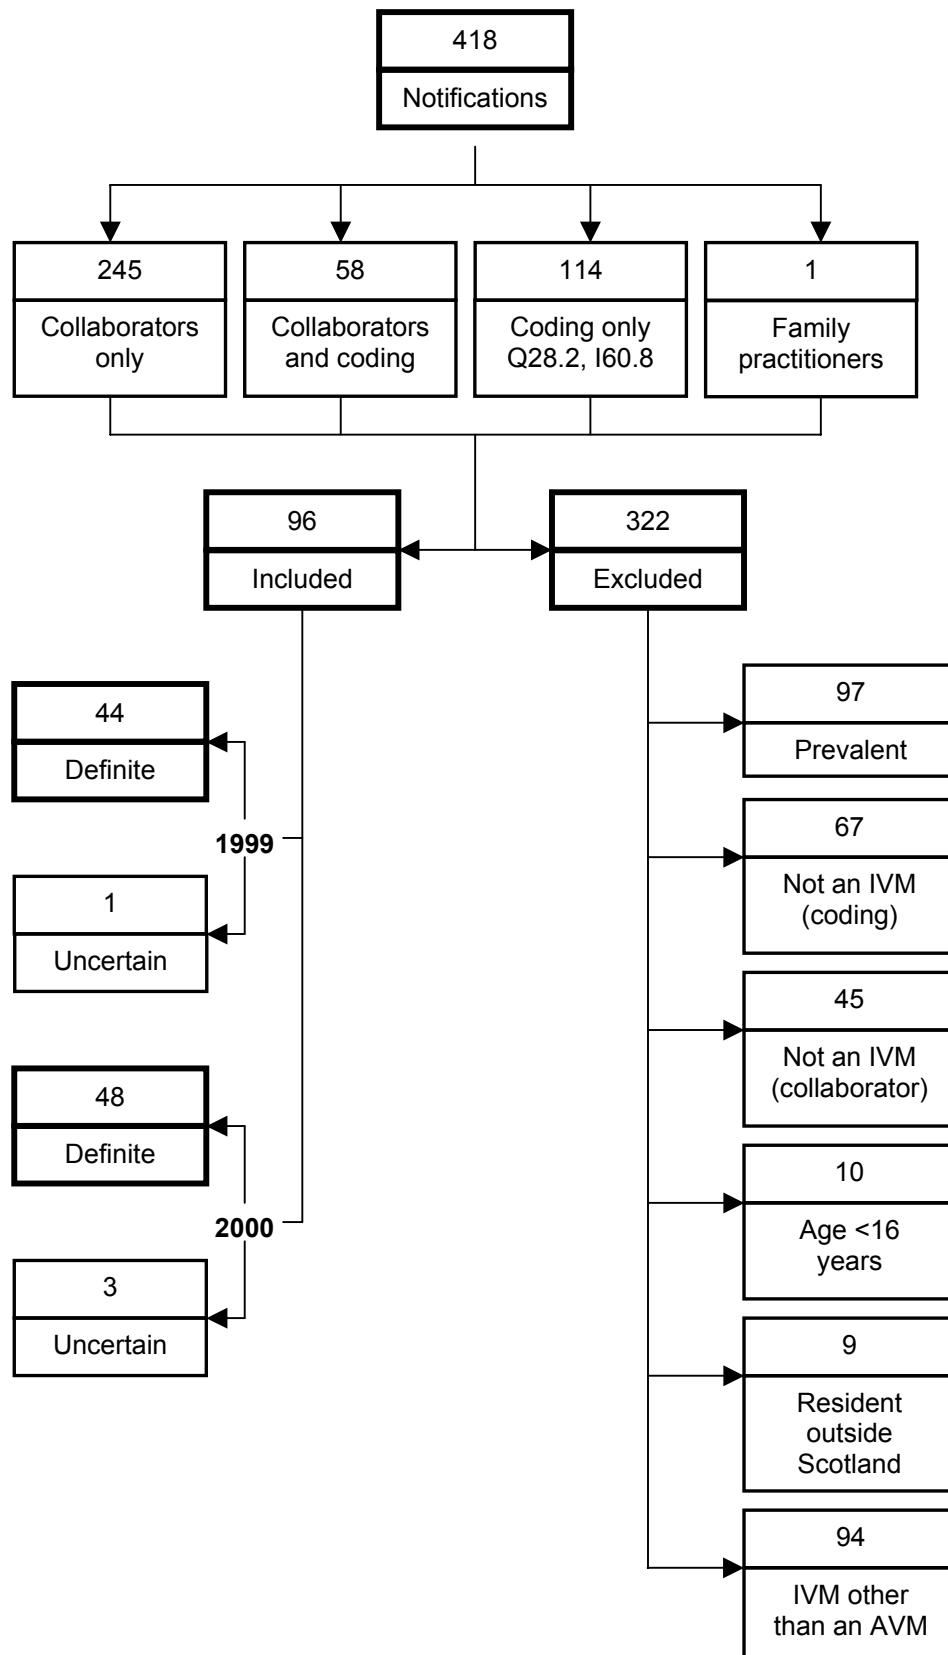 418
Notifications
245
Collaborators
only
58
Collaborators
and coding
114
Coding only
Q28.2, I60.8
1
Family
practitioners
96
Included
322
Excluded
44
Definite
1999
1
Uncertain
48
Definite
2000
3
Uncertain
97
Prevalent
67
Not an IVM
(coding)
45
Not an IVM
(collaborator)
10
Age <16
years
9
Resident
outside
Scotland
94
IVM other
than an AVM